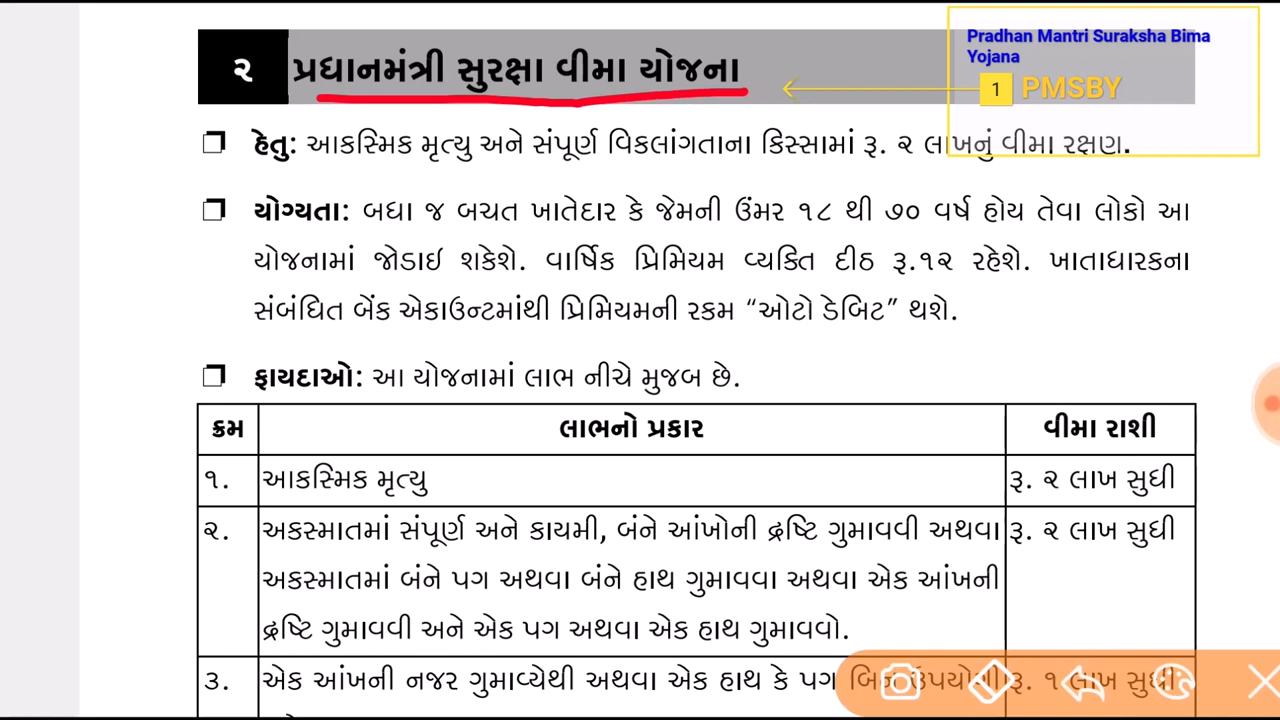 ૨ પ્રધાનમંત્રી સુરક્ષા વીમા યોજના
Pradhan Mantri Suraksha Bima
Yojana
1 PMSBY
હેતુ: આકસ્મિક મૃત્યુ અને સંપૂર્ણ વિકલાંગતાના કિસ્સામાં રૂ. ૨ લાખનું વીમા રક્ષણ.
યોગ્યતા: બધા જ બચત ખાતેદાર કે જેમની ઉંમર ૧૮ થી ૭૦ વર્ષ હોય તેવા લોકો આ
યોજનામાં જોડાઈ શકેશે. વાર્ષિક પ્રિમિયમ વ્યક્તિ દીઠ રૂ.૧૨ રહેશે. ખાતાધારકના
સંબંધિત બેંક એકાઉન્ટમાંથી પ્રિમિયમની રકમ “ઓટો ડેબિટ” થશે.
ફાયદાઓ: આ યોજનામાં લાભ નીચે મુજબ છે.
ક્રમ લાભનો પ્રકાર વીમા રાશી
૧. આકસ્મિક મૃત્યુ રૂ. ૨ લાખ સુધી
૨. અકસ્માતમાં સંપૂર્ણ અને કાયમી, બંને આંખોની દ્રષ્ટિ ગુમાવવી અથવા રૂ. ૨ લાખ સુધી
અકસ્માતમાં બંને પગ અથવા બંને હાથ ગુમાવવા અથવા એક આંખની
દ્રષ્ટિ ગુમાવવી અને એક પગ અથવા એક હાથ ગુમાવવો.
૩. એક આંખની નજર ગુમાવ્યેથી અથવા એક હાથ કે પગ બિન ઉપયોગી રૂ. ૧ લાખ સુધી